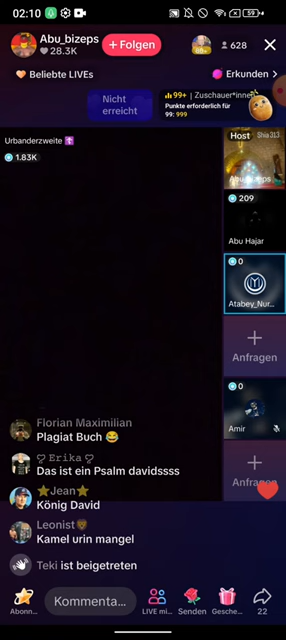 02:10
59
Abu_bizeps
28.3K
+ Folgen
628
Beliebte LIVEs
Erkunden >
Nicht erreicht
99+ | Zuschauer*innen
Punkte erforderlich für
99: 999
Urbanderzweite
1.83K
Host
209
Abu Hajar
0
Atabey_Nur...
Anfragen
0
Amir
Anfragen
Florian Maximilian
Plagiat Buch 😂
Erika
Das ist ein Psalm davidssss
⭐Jean⭐
König David
Leonist🦁
Kamel urin mangel
Teki ist beigetreten
Abonn...
Kommenta...
LIVE mi...
Senden
Gesche...
22